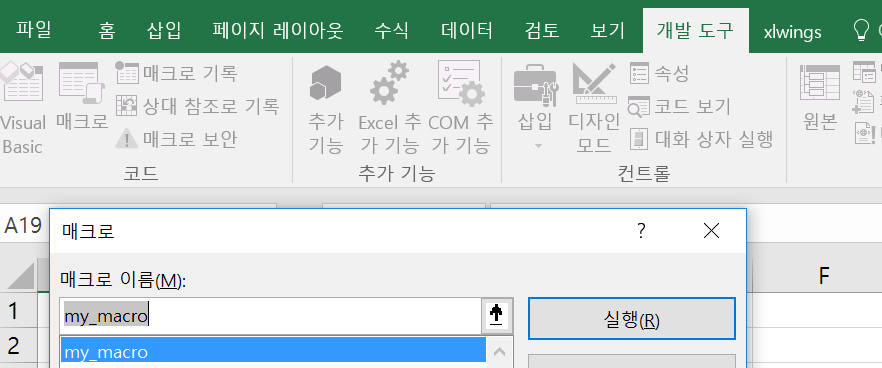 파일 홈 삽입 페이지 레이아웃 수식 데이터 검토 보기 개발 도구 xlwings
Visual Basic
매크로
매크로 기록
상대 참조로 기록
매크로 보안
코드
추가 기능
Excel 추가 기능
COM 추가 기능
추가 기능
삽입
디자인 모드
속성
코드 보기
대화 상자 실행
컨트롤
원본
A19
매크로 ?
매크로 이름(M):
my_macro
실행(R)
my_macro
F
1
2